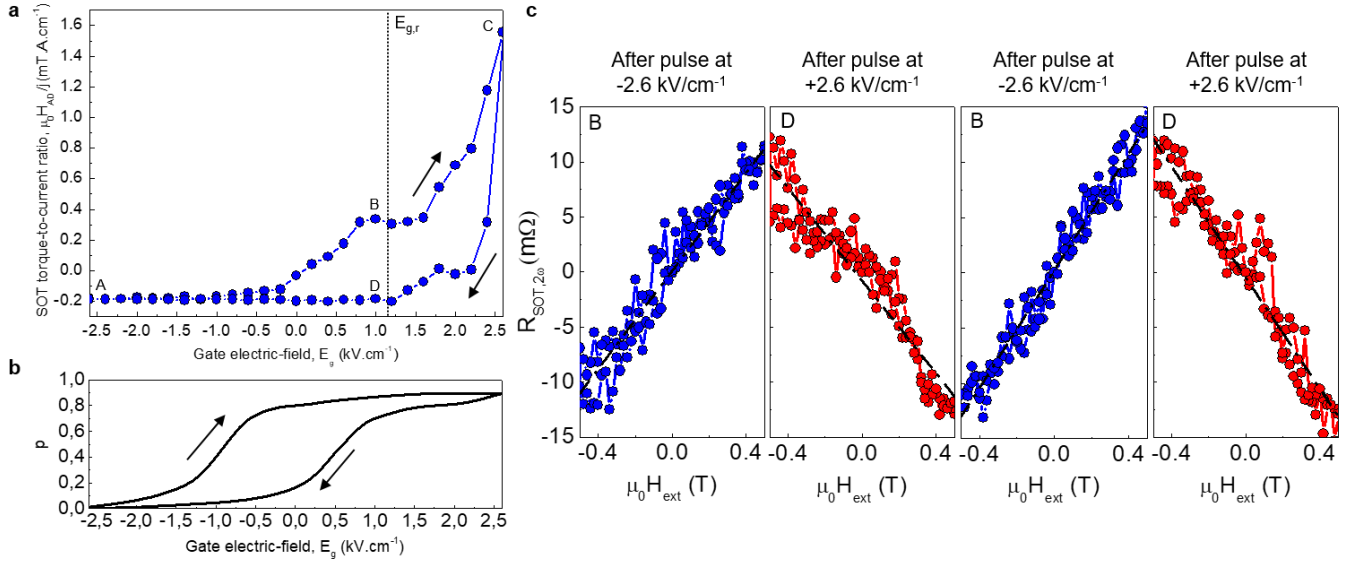 a
SOT torque-to-current ratio, μ0HAD/j (mT.A.cm-1)
1.6
1.4
1.2
1.0
0.8
0.6
0.4
0.2
0.0
-0.2
Eg,r
A
B
C
D
-2.5 -2.0 -1.5 -1.0 -0.5 0.0 0.5 1.0 1.5 2.0 2.5
Gate electric-field, Eg (kV.cm-1)
b
p
1,0
0,8
0,6
0,4
0,2
0,0
-2,5 -2,0 -1,5 -1,0 -0,5 0,0 0,5 1,0 1,5 2,0 2,5
Gate electric-field, Eg (kV.cm-1)
c
After pulse at
-2.6 kV/cm-1
After pulse at
+2.6 kV/cm-1
After pulse at
-2.6 kV/cm-1
After pulse at
+2.6 kV/cm-1
RSOT,2ω (mΩ)
15
10
5
0
-5
-10
-15
B
D
B
D
-0.4 0.0 0.4
-0.4 0.0 0.4
-0.4 0.0 0.4
-0.4 0.0 0.4
μ0Hext (T)
μ0Hext (T)
μ0Hext (T)
μ0Hext (T)